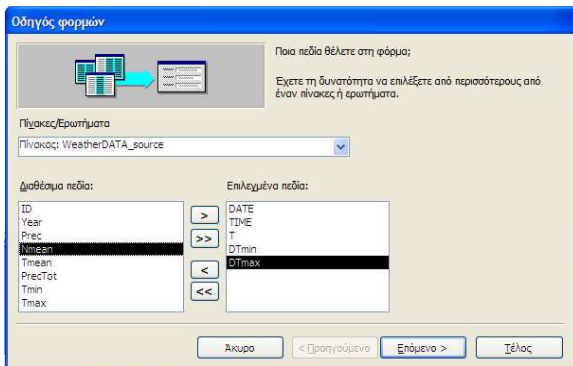 Οδηγός φορμών
Ποια πεδία θέλετε στη φόρμα;
Έχετε τη δυνατότητα να επιλέξετε από περισσότερους από
έναν πίνακες ή ερωτήματα.
Πίνακες/Ερωτήματα
Πίνακας: WeatherDATA_source
Διαθέσιμα πεδία:
Επιλεγμένα πεδία:
ID
Year
Prec
Nmean
Tmean
PrecTot
Tmin
Tmax
>
>>
<
<<
DATE
TIME
T
DTmin
DTmax
Άκυρο
< Προηγούμενο
Επόμενο >
Τέλος